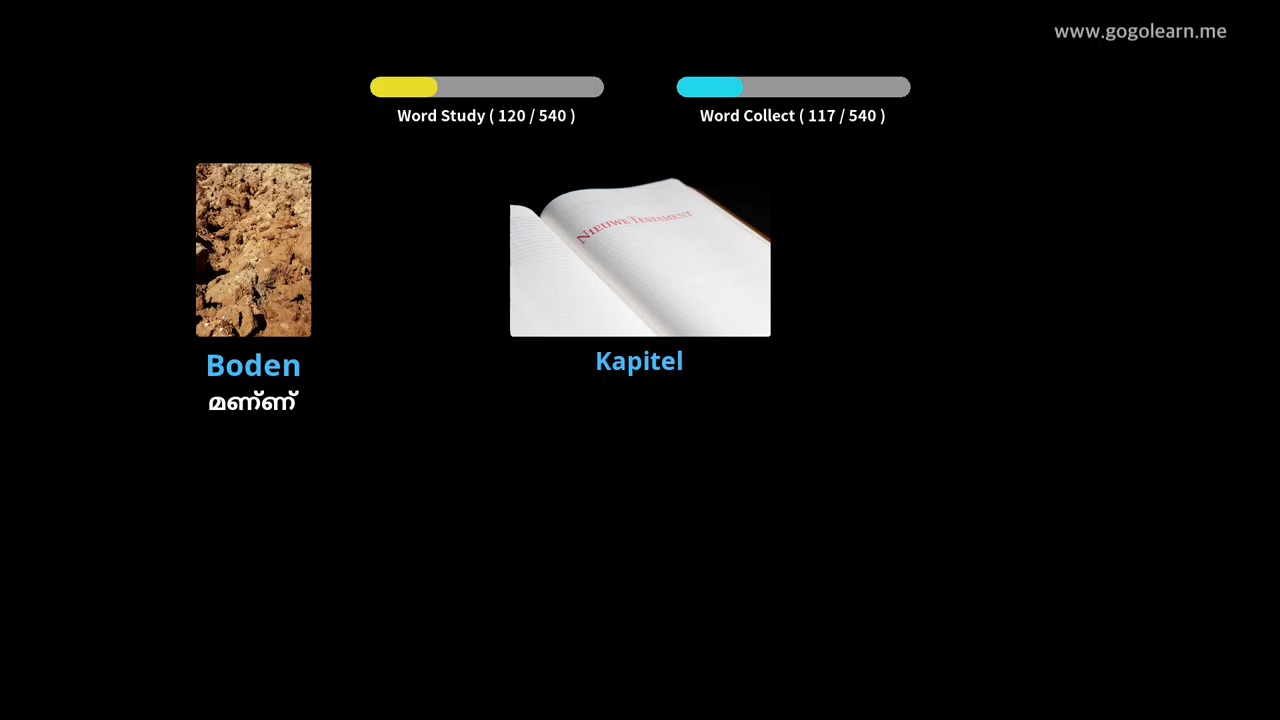 www.gogolearn.me
Word Study ( 120 / 540 )
Word Collect ( 117 / 540 )
NIEUWE TESTAMENT
Boden
മണ്ണ്
Kapitel